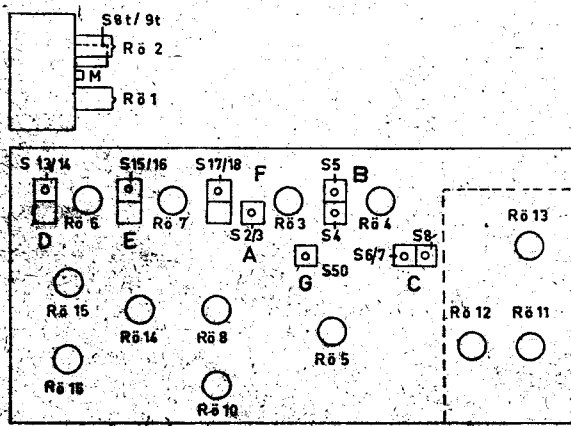 S8t/9t
Rö 2
M
Rö 1
S 13/14 S15/16 S17/18 F S5 B
Rö 6 Rö 7 Rö 3 Rö 4 Rö 13
D E S 2/3 S4
A S6/7 S8
G S50 C
Rö 15
Rö 14 Rö 8 Rö 12 Rö 11
Rö 5
Rö 16
Rö 10